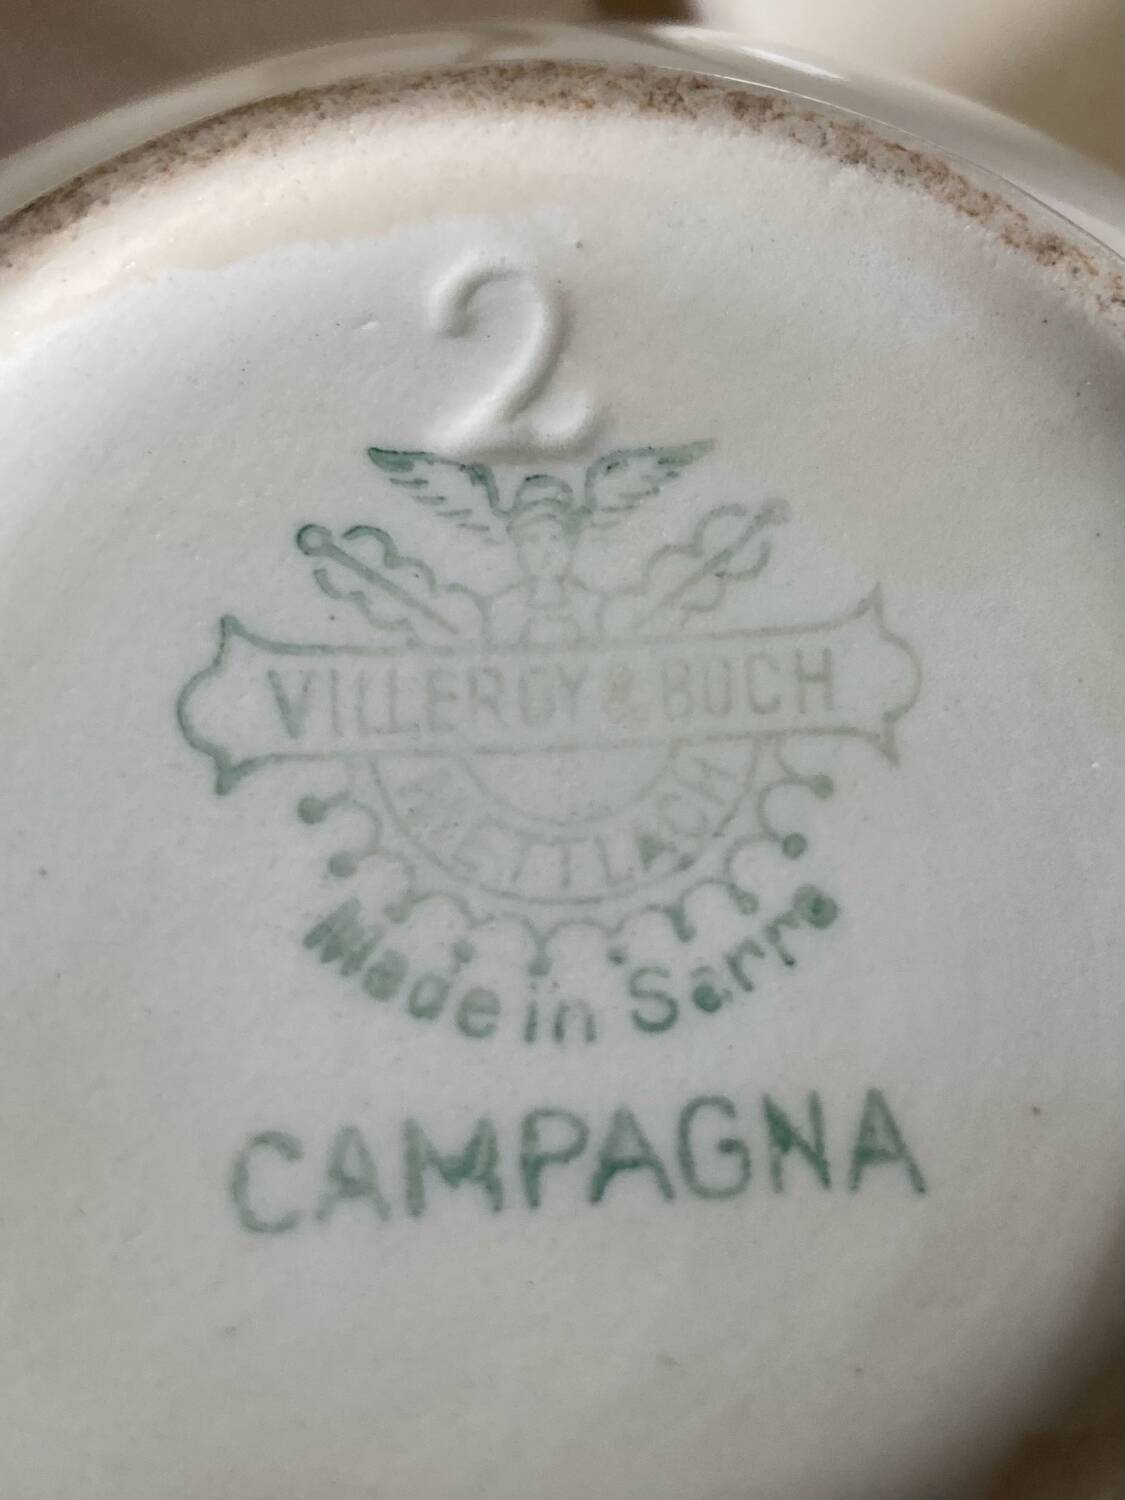 2
VILLEROY & BOCH
METTLACH
Made in Sarre
CAMPAGNA